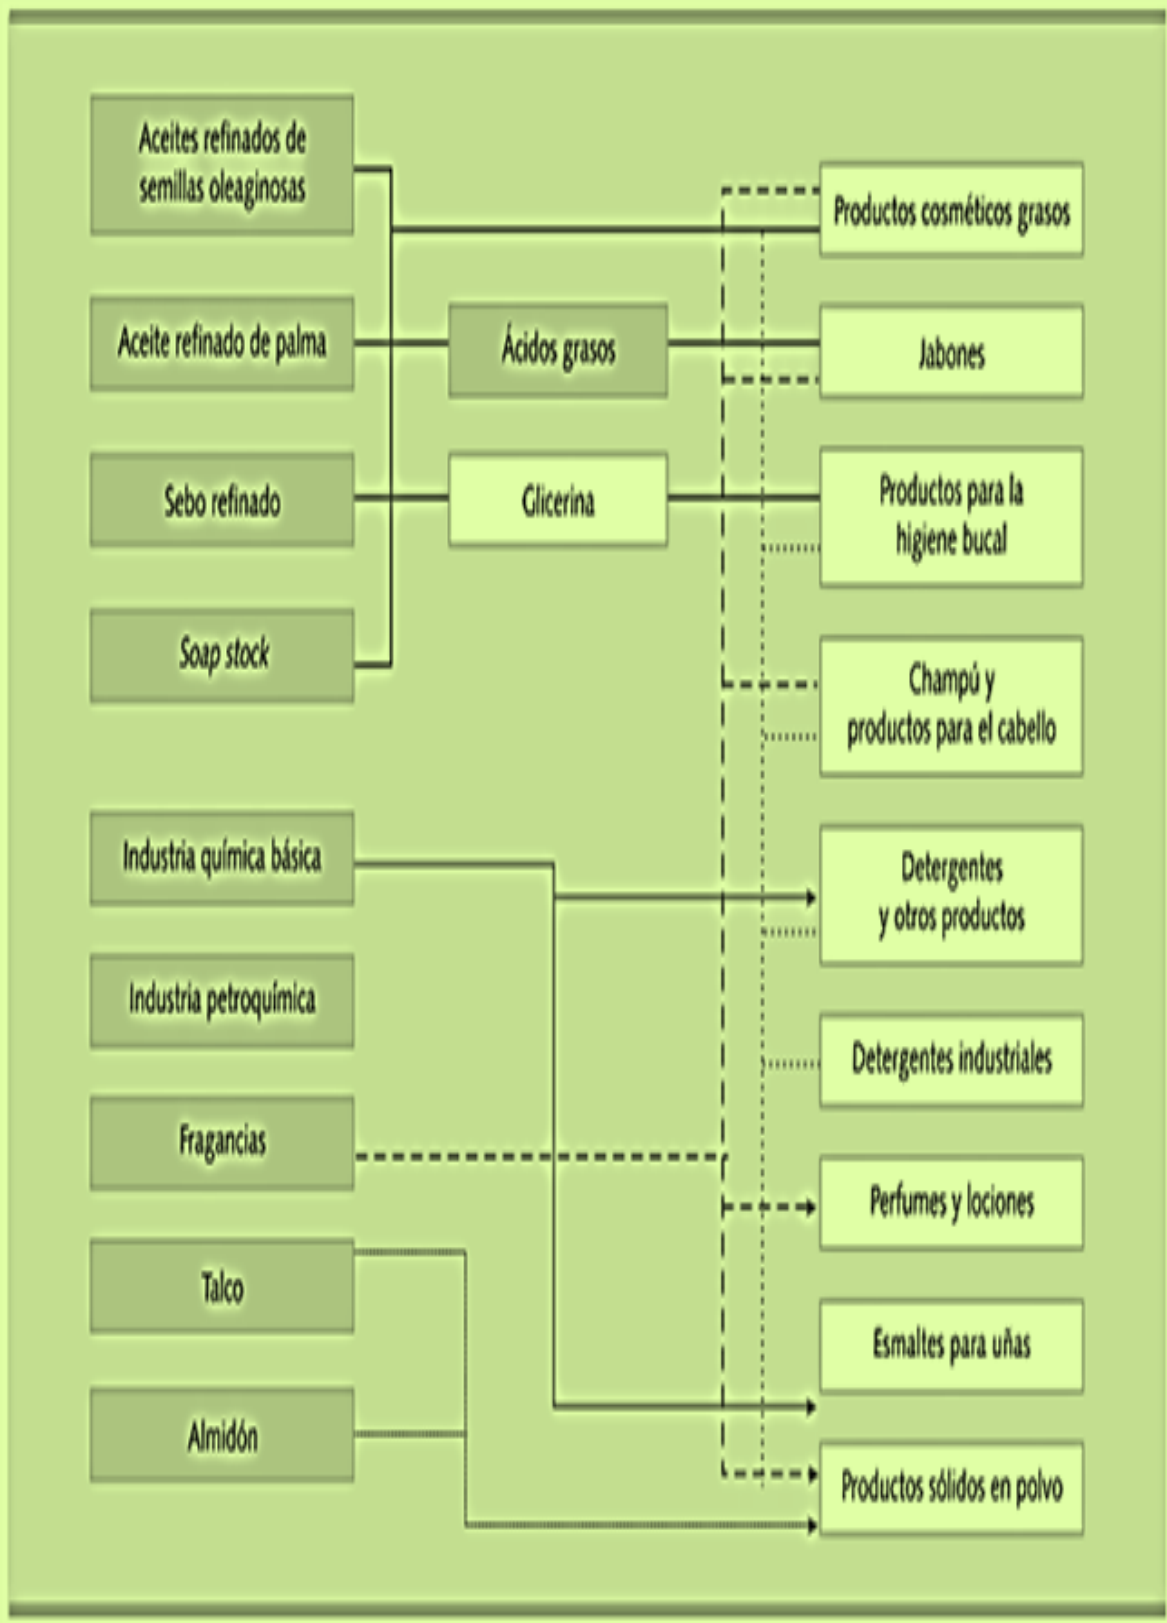 Aceites refinados de
semillas oleaginosas
Aceite refinado de palma
Sebo refinado
Soap stock
Industria química básica
Industria petroquímica
Fragancias
Talco
Almidón
Ácidos grasos
Glicerina
Productos cosméticos grasos
Jabones
Productos para la
higiene bucal
Champú y
productos para el cabello
Detergentes
y otros productos
Detergentes industriales
Perfumes y lociones
Esmaltes para uñas
Productos sólidos en polvo